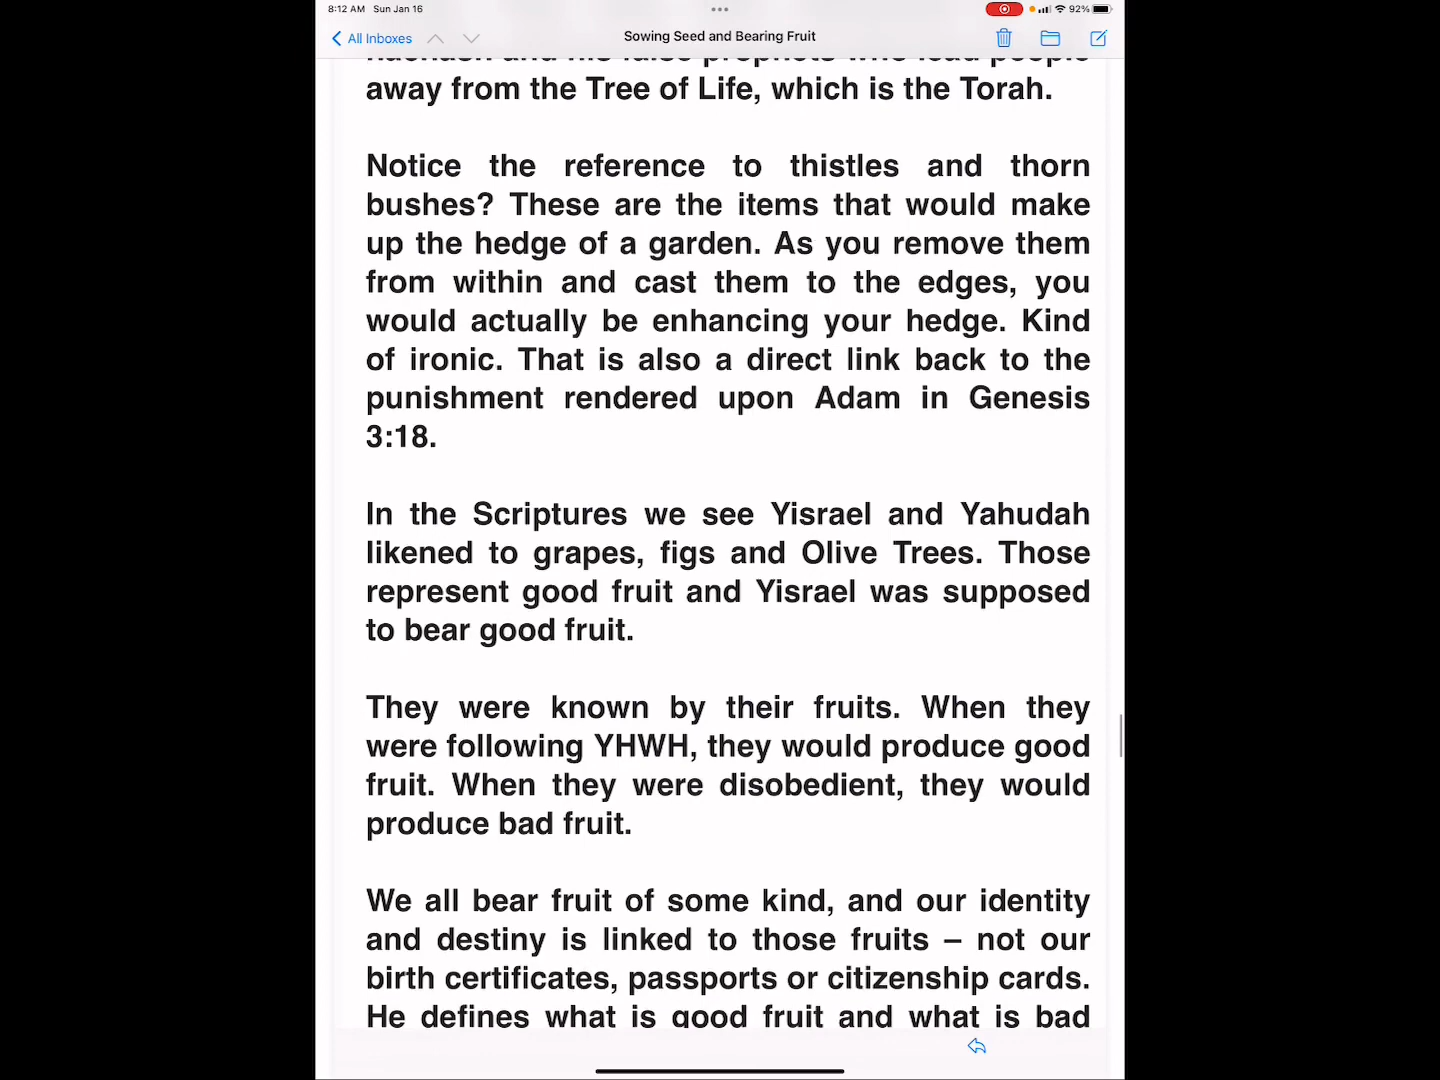 8:12 AM Sun Jan 16
92%
All Inboxes
Sowing Seed and Bearing Fruit
and his false prophets who lead people
away from the Tree of Life, which is the Torah.
Notice the reference to thistles and thorn
bushes? These are the items that would make
up the hedge of a garden. As you remove them
from within and cast them to the edges, you
would actually be enhancing your hedge. Kind
of ironic. That is also a direct link back to the
punishment rendered upon Adam in Genesis
3:18.
In the Scriptures we see Yisrael and Yahudah
likened to grapes, figs and Olive Trees. Those
represent good fruit and Yisrael was supposed
to bear good fruit.
They were known by their fruits. When they
were following YHWH, they would produce good
fruit. When they were disobedient, they would
produce bad fruit.
We all bear fruit of some kind, and our identity
and destiny is linked to those fruits – not our
birth certificates, passports or citizenship cards.
He defines what is good fruit and what is bad